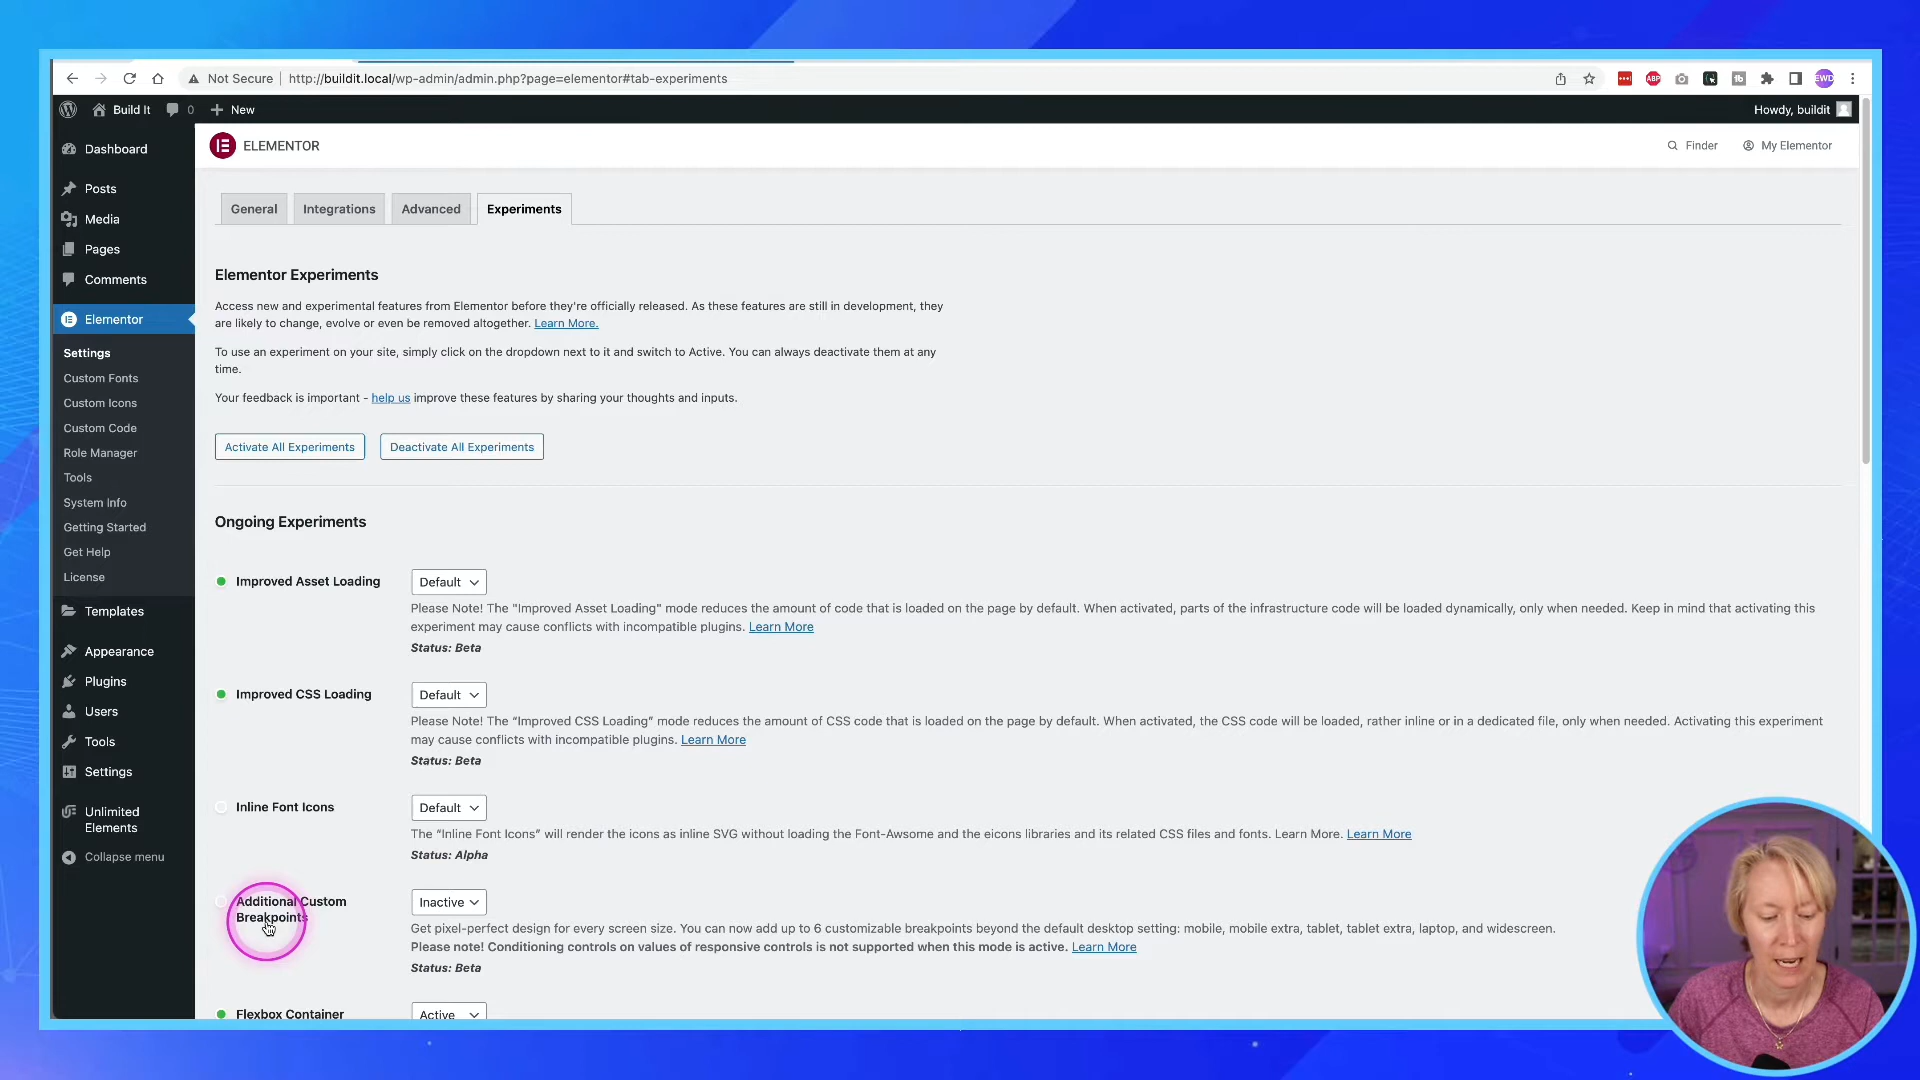 Not Secure
http://buildit.local/wp-admin/admin.php?page=elementor#tab-experiments
ABP
tb
EWD
Build It
0
New
Howdy, buildit
Dashboard
Posts
Media
Pages
Comments
Elementor
Settings
Custom Fonts
Custom Icons
Custom Code
Role Manager
Tools
System Info
Getting Started
Get Help
License
Templates
Appearance
Plugins
Users
Tools
Settings
Unlimited
Elements
Collapse menu
ELEMENTOR
Finder
My Elementor
General
Integrations
Advanced
Experiments
Elementor Experiments
Access new and experimental features from Elementor before they're officially released. As these features are still in development, they
are likely to change, evolve or even be removed altogether. Learn More.
To use an experiment on your site, simply click on the dropdown next to it and switch to Active. You can always deactivate them at any
time.
Your feedback is important - help us improve these features by sharing your thoughts and inputs.
Activate All Experiments
Deactivate All Experiments
Ongoing Experiments
Improved Asset Loading
Default
Please Note! The "Improved Asset Loading" mode reduces the amount of code that is loaded on the page by default. When activated, parts of the infrastructure code will be loaded dynamically, only when needed. Keep in mind that activating this
experiment may cause conflicts with incompatible plugins. Learn More
Status: Beta
Improved CSS Loading
Default
Please Note! The “Improved CSS Loading” mode reduces the amount of CSS code that is loaded on the page by default. When activated, the CSS code will be loaded, rather inline or in a dedicated file, only when needed. Activating this experiment
may cause conflicts with incompatible plugins. Learn More
Status: Beta
Inline Font Icons
Default
The “Inline Font Icons” will render the icons as inline SVG without loading the Font-Awsome and the eicons libraries and its related CSS files and fonts. Learn More. Learn More
Status: Alpha
Additional Custom
Breakpoints
Inactive
Get pixel-perfect design for every screen size. You can now add up to 6 customizable breakpoints beyond the default desktop setting: mobile, mobile extra, tablet, tablet extra, laptop, and widescreen.
Please note! Conditioning controls on values of responsive controls is not supported when this mode is active. Learn More
Status: Beta
Flexbox Container
Active